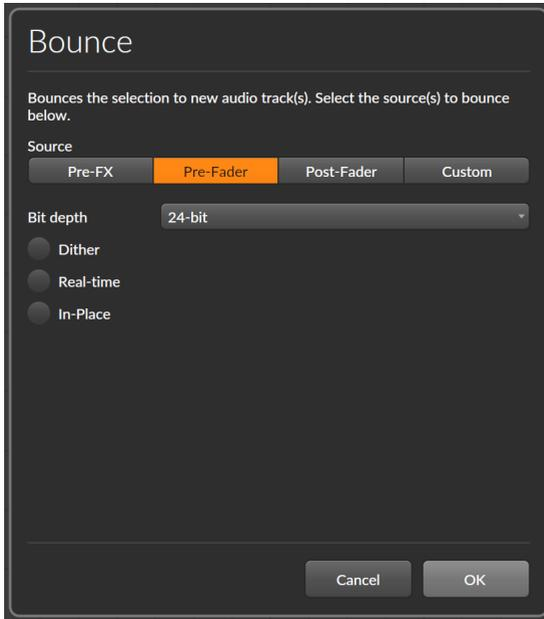 Bounce
Bounces the selection to new audio track(s). Select the source(s) to bounce
below.
Source
Pre-FX Pre-Fader Post-Fader Custom
Bit depth 24-bit
Dither
Real-time
In-Place
Cancel OK